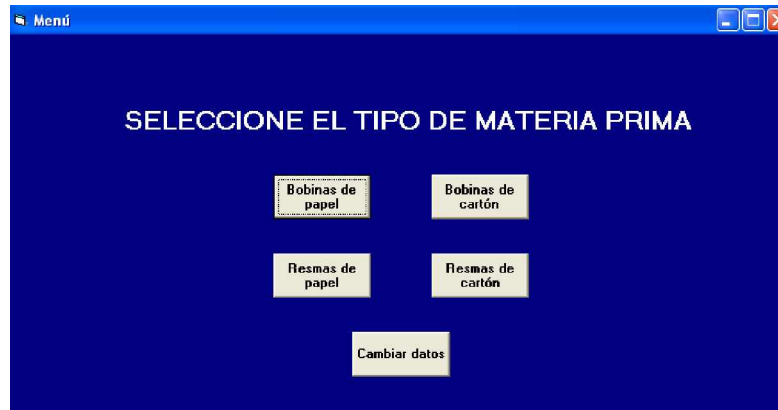 Menú
SELECCIONE EL TIPO DE MATERIA PRIMA
Bobinas de
papel
Bobinas de
cartón
Resmas de
papel
Resmas de
cartón
Cambiar datos